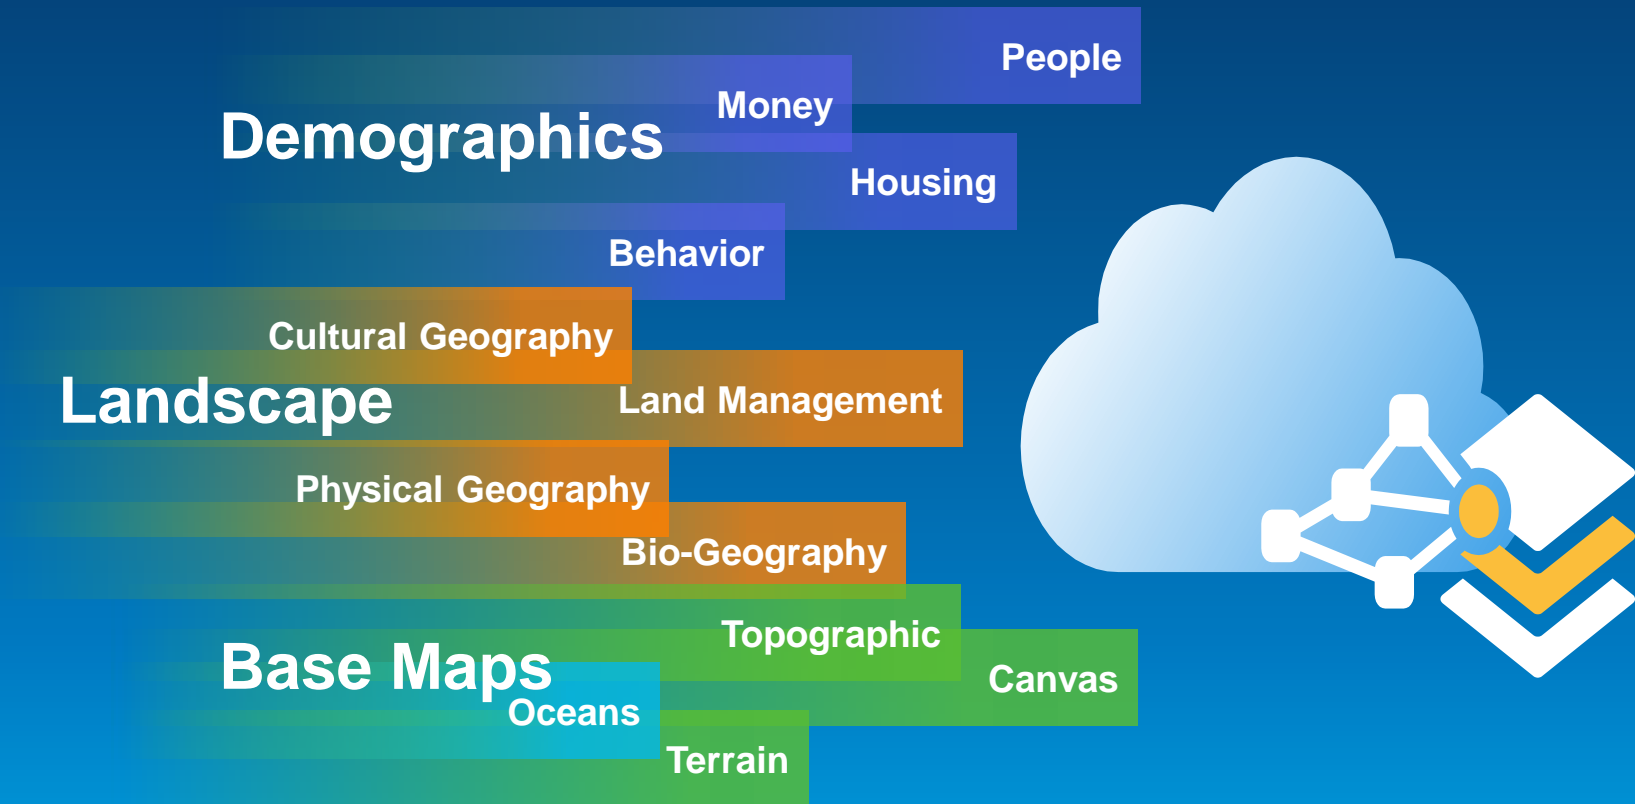 People
Money
Demographics
Housing
Behavior
Cultural Geography
Landscape
Land Management
Physical Geography
Bio-Geography
Topographic
Base Maps
Canvas
Oceans
Terrain